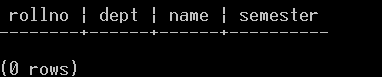 rollno | dept | name | semester
--------+------+------+----------
(0 rows)